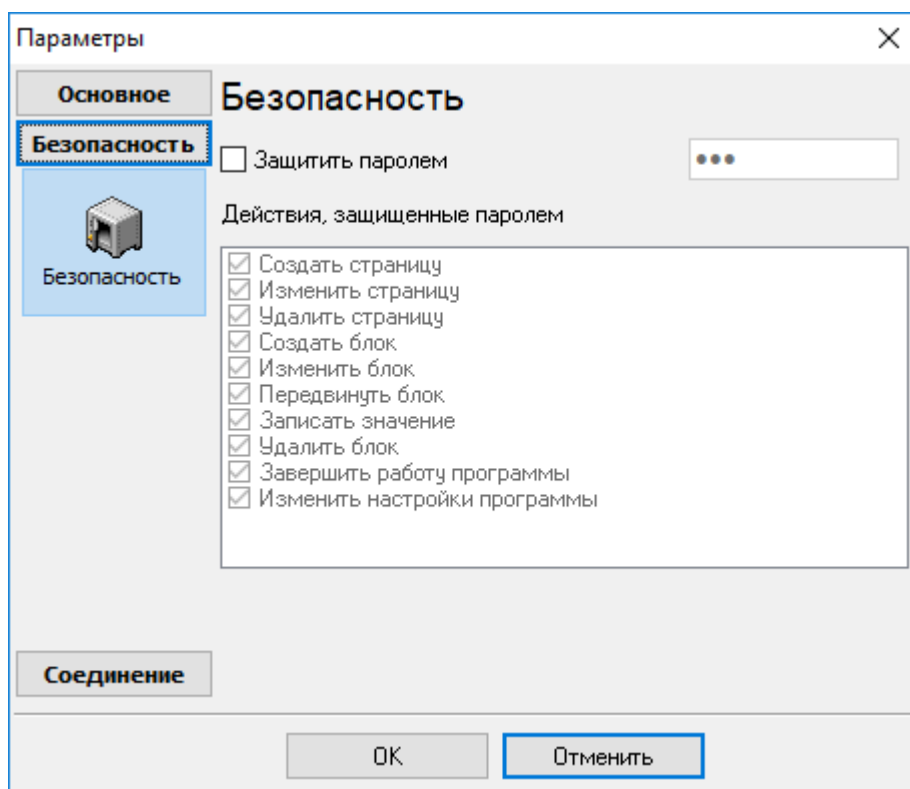 Параметры
Основное
Безопасность
Безопасность
Безопасность
Защитить паролем
•••
Действия, защищенные паролем
Создать страницу
Изменить страницу
Удалить страницу
Создать блок
Изменить блок
Передвинуть блок
Записать значение
Удалить блок
Завершить работу программы
Изменить настройки программы
Соединение
OK
Отменить